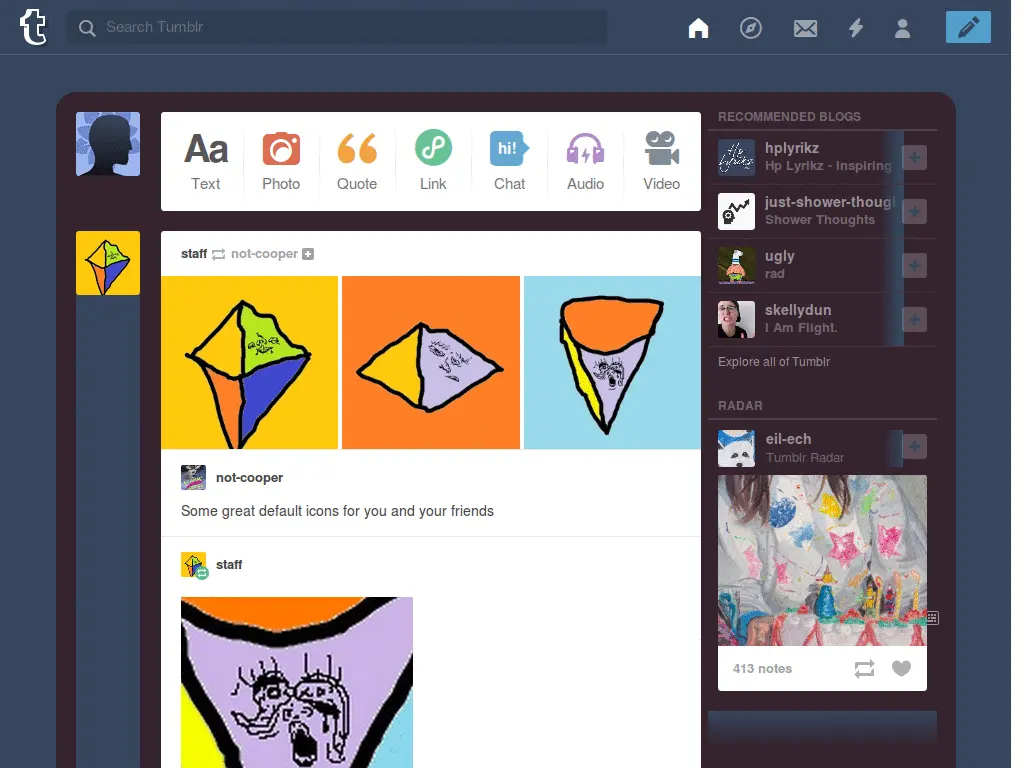 Search Tumblr
Aa
hi!
Text
Photo
Quote
Link
Chat
Audio
Video
staff not-cooper
not-cooper
Some great default icons for you and your friends
staff
RECOMMENDED BLOGS
hplyrikz
Hp Lyrikz - Inspiring
just-shower-though
Shower Thoughts
ugly
rad
skellydun
I Am Flight.
Explore all of Tumblr
RADAR
eil-ech
Tumblr Radar
413 notes